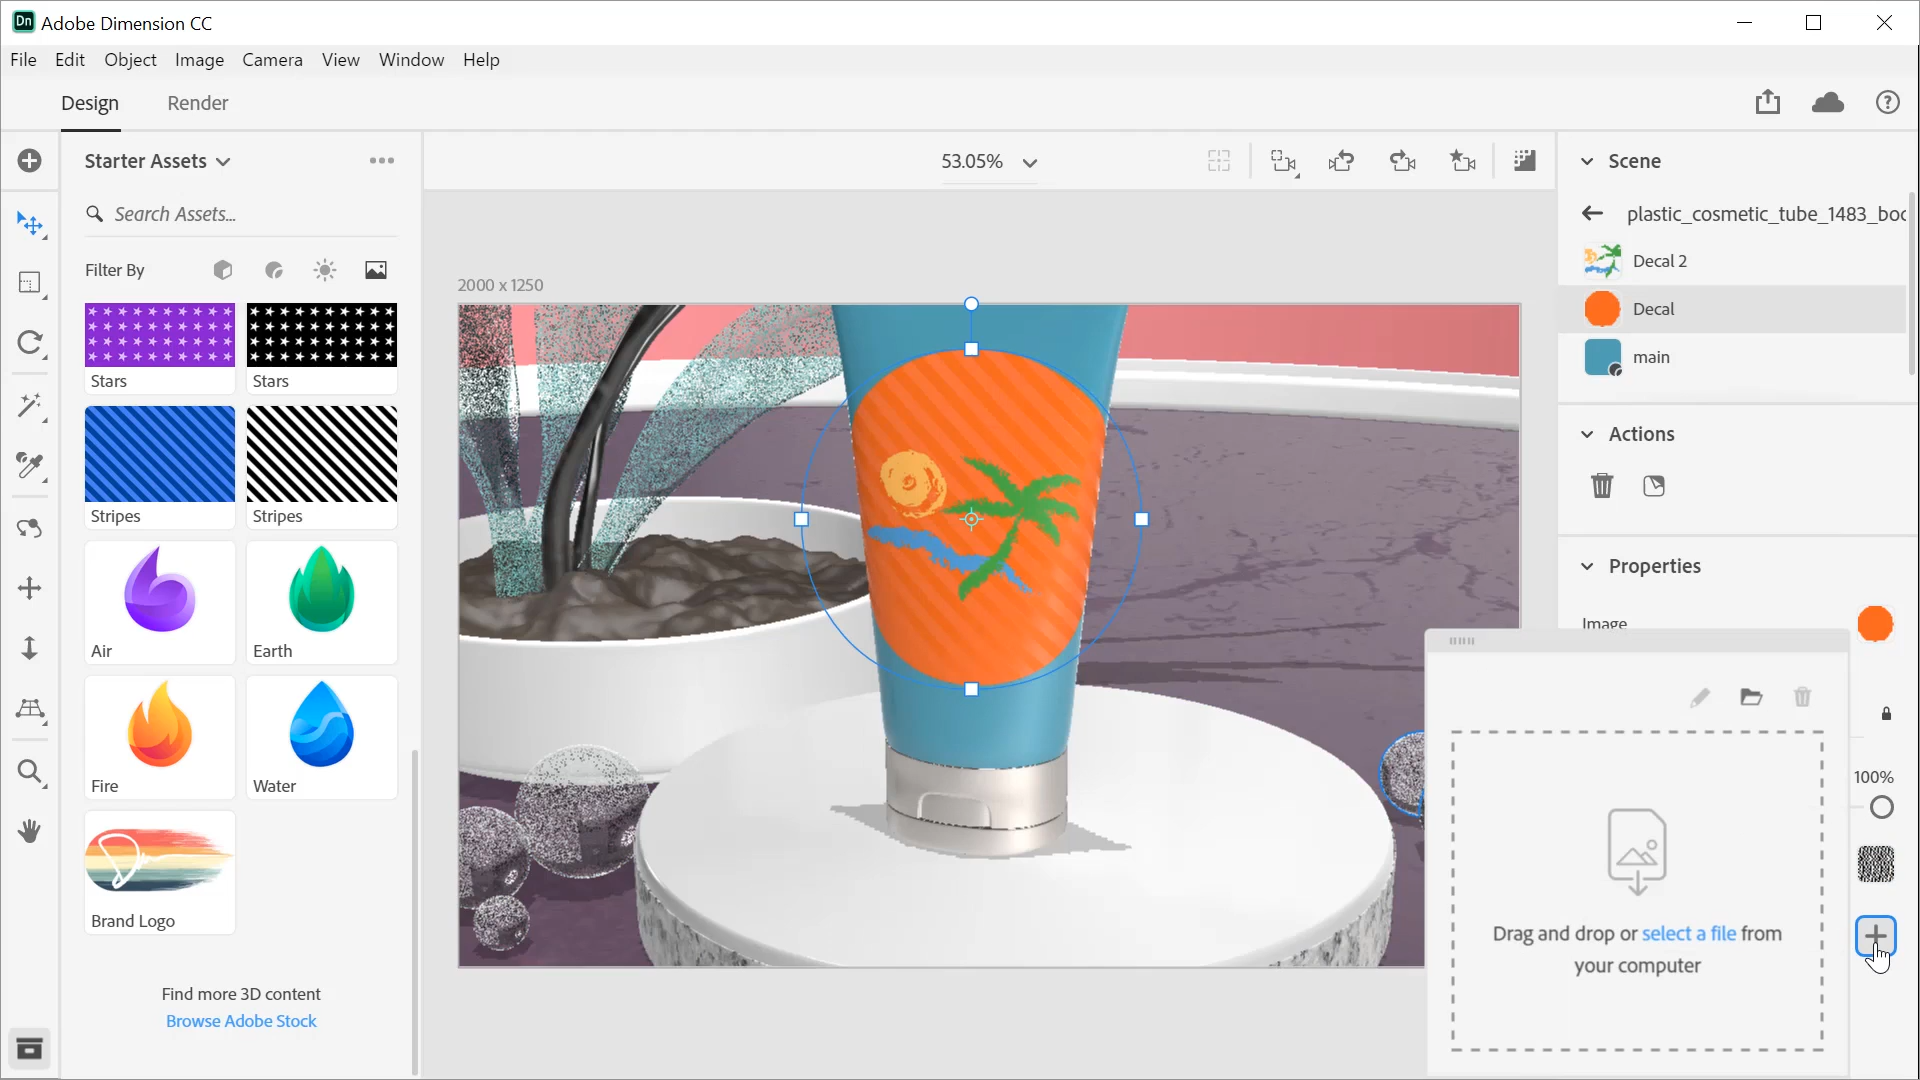 Dn Adobe Dimension CC
File Edit Object Image Camera View Window Help
Design Render
Starter Assets
53.05%
Scene
Search Assets...
plastic_cosmetic_tube_1483_boc
Filter By
Decal 2
2000 x 1250
Decal
main
Stars Stars
Actions
Stripes Stripes
Properties
Image
Air Earth
100%
Fire Water
Brand Logo
Drag and drop or select a file from
your computer
Find more 3D content
Browse Adobe Stock